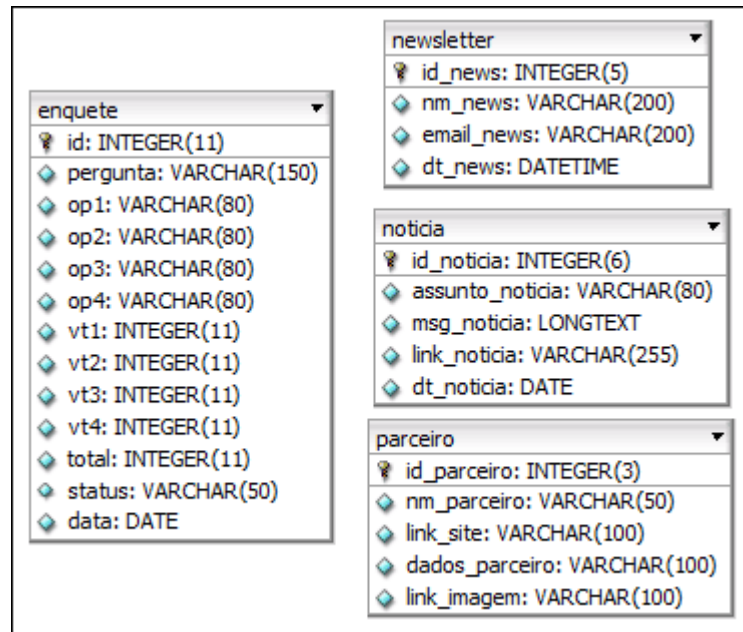 enquete
id: INTEGER(11)
pergunta: VARCHAR(150)
op1: VARCHAR(80)
op2: VARCHAR(80)
op3: VARCHAR(80)
op4: VARCHAR(80)
vt1: INTEGER(11)
vt2: INTEGER(11)
vt3: INTEGER(11)
vt4: INTEGER(11)
total: INTEGER(11)
status: VARCHAR(50)
data: DATE
newsletter
id_news: INTEGER(5)
nm_news: VARCHAR(200)
email_news: VARCHAR(200)
dt_news: DATETIME
noticia
id_noticia: INTEGER(6)
assunto_noticia: VARCHAR(80)
msg_noticia: LONGTEXT
link_noticia: VARCHAR(255)
dt_noticia: DATE
parceiro
id_parceiro: INTEGER(3)
nm_parceiro: VARCHAR(50)
link_site: VARCHAR(100)
dados_parceiro: VARCHAR(100)
link_imagem: VARCHAR(100)